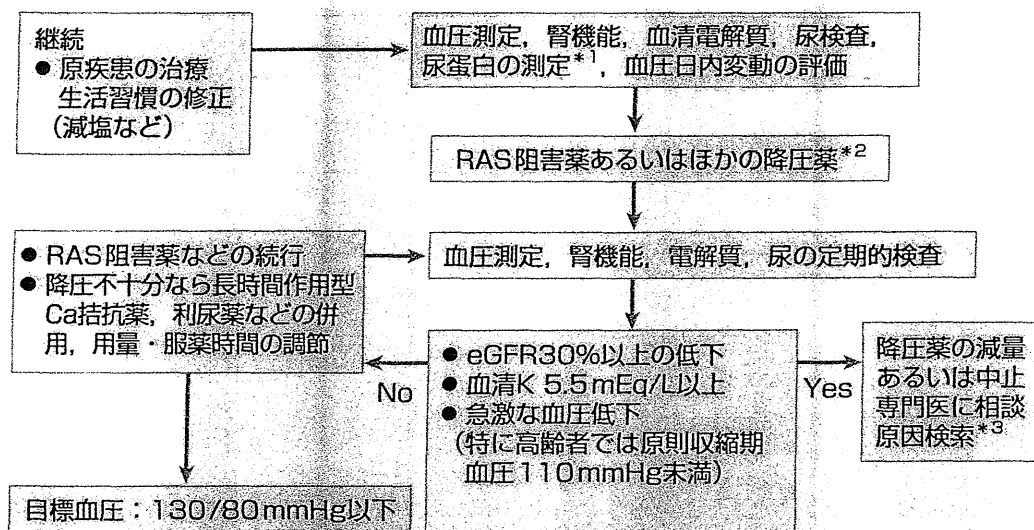 継続
● 原疾患の治療
生活習慣の修正
(減塩など)
血圧測定，腎機能，血清電解質，尿検査，
尿蛋白の測定*1，血圧日内変動の評価
RAS阻害薬あるいはほかの降圧薬*2
● RAS阻害薬などの続行
● 降圧不十分なら長時間作用型
Ca拮抗薬，利尿薬などの併
用，用量・服薬時間の調節
血圧測定，腎機能，電解質，尿の定期的検査
No
● eGFR30%以上の低下
● 血清K 5.5mEq/L以上
● 急激な血圧低下
(特に高齢者では原則収縮期
血圧110mmHg未満)
Yes
降圧薬の減量
あるいは中止
専門医に相談
原因検索*3
目標血圧：130/80mmHg以下